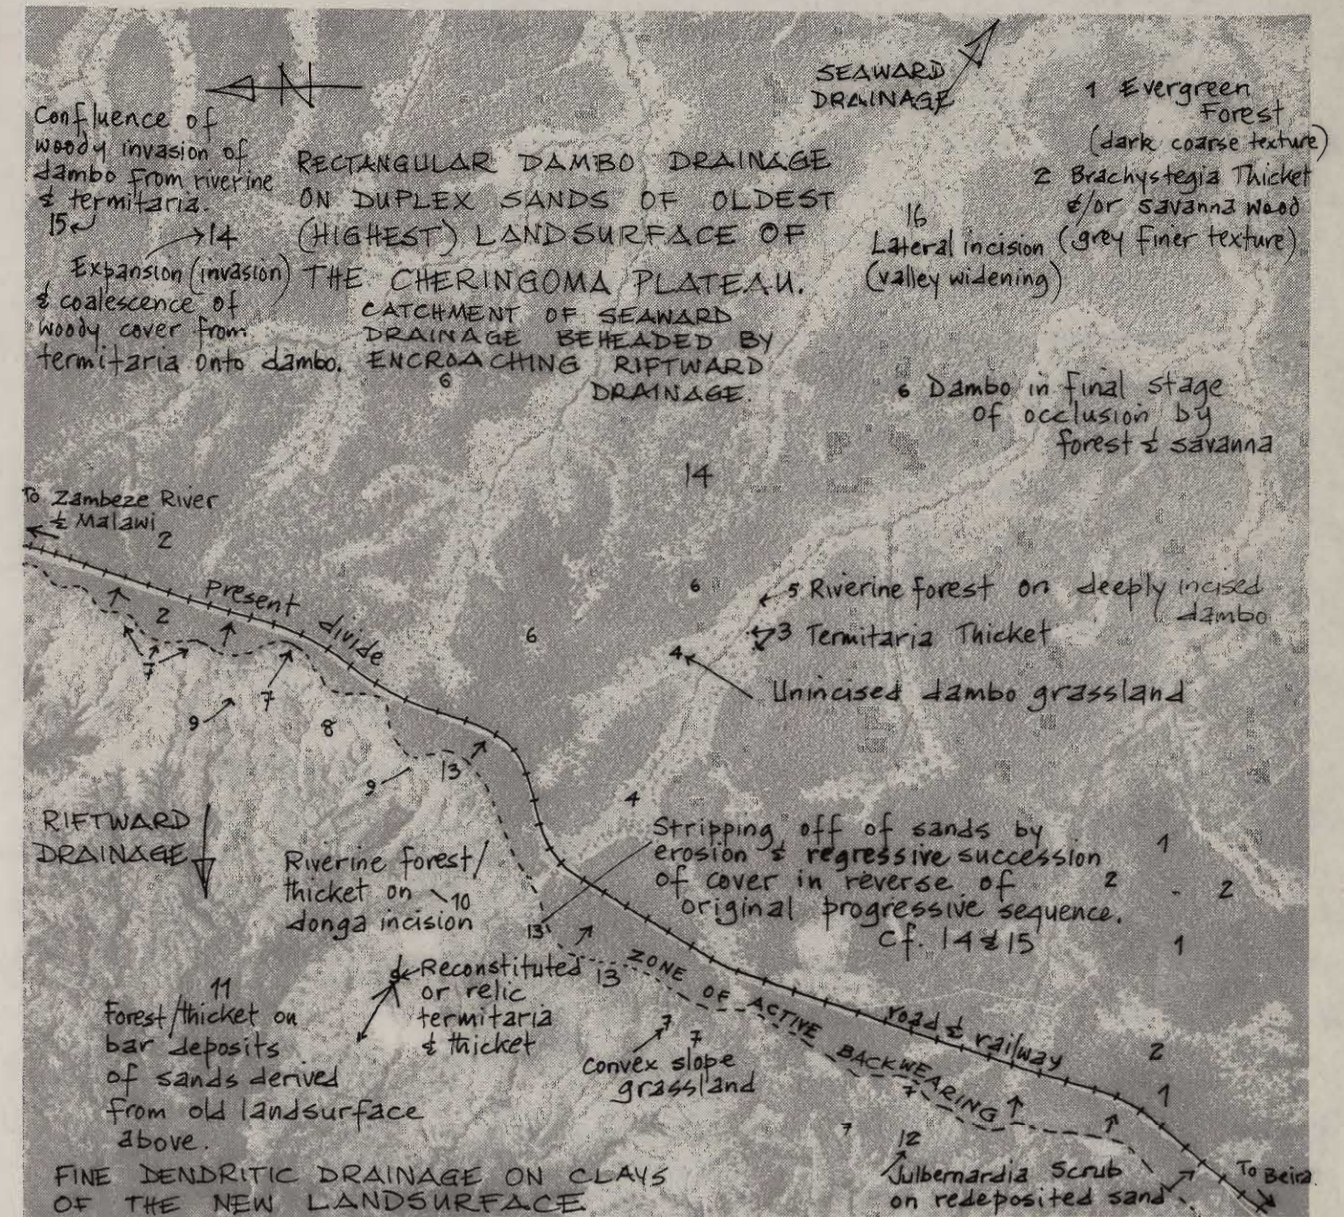 N
SEAWARD
DRAINAGE
1 Evergreen
Forest
(dark coarse texture)
2 Brachystegia Thicket
&/or savanna wood
(grey finer texture)
Confluence of
woody invasion of
dambo from riverine
& termitaria.
15
14
Expansion (invasion)
& coalescence of
woody cover from
termitaria onto dambo.
RECTANGULAR DAMBO DRAINAGE
ON DUPLEX SANDS OF OLDEST
(HIGHEST) LANDSURFACE OF
THE CHERINGOMA PLATEAU.
CATCHMENT OF SEAWARD
DRAINAGE BEHEADED BY
ENCROACHING RIFTWARD
DRAINAGE.
6
16
Lateral incision
(valley widening)
6 Dambo in final stage
of occlusion by
forest & savanna
14
To Zambeze River
& Malawi
2
Present divide
2
6
6
5 Riverine forest on deeply incised
dambo
3 Termitaria Thicket
4
Unincised dambo grassland
7
7
9
8
9
13
4
RIFTWARD
DRAINAGE
Riverine forest/
thicket on 10
donga incision
Stripping off of sands by
erosion & regressive succession
of cover in reverse of
original progressive sequence.
Cf. 14 & 15
1
2 2
1
13
13
ZONE OF ACTIVE BACKWEARING
road & railway
Reconstituted
or relic
termitaria
& thicket
11
Forest/thicket on
bar deposits
of sands derived
from old landsurface
above.
7
7
Convex slope
grassland
2
1
7
7
12
Julbernardia Scrub
on redeposited sand
To Beira
FINE DENDRITIC DRAINAGE ON CLAYS
OF THE NEW LANDSURFACE